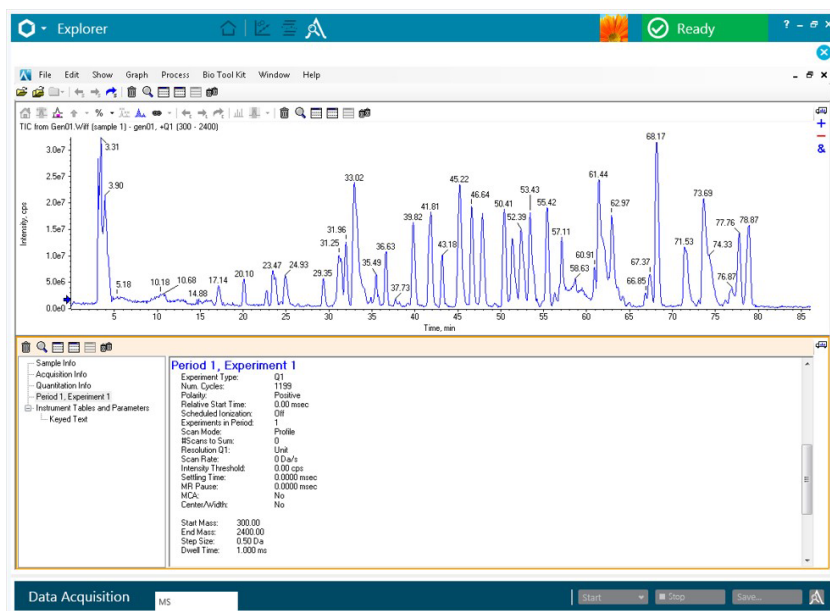 Explorer
Ready
? - x
File Edit Show Graph Process Bio Tool Kit Window Help
TIC from Gen01.Wiff (sample 1) - gen01, +Q1 (300 - 2400)
Intensity, cps
3.0e7
2.5e7
2.0e7
1.5e7
1.0e7
5.0e6
0.0e0
3.31
3.90
5.18
10.18
10.68
14.88
17.14
20.10
23.47
24.93
29.35
31.25
31.96
33.02
35.49
36.63
37.73
39.82
41.81
43.18
45.22
46.64
50.41
52.39
53.43
55.42
57.11
58.63
60.91
61.44
62.97
66.85
67.37
68.17
71.53
73.69
74.33
76.87
77.76
78.87
5 10 15 20 25 30 35 40 45 50 55 60 65 70 75 80 85
Time, min
Sample Info
Acquisition Info
Quantitation Info
Period 1, Experiment 1
Instrument Tables and Parameters
Keyed Text
Period 1, Experiment 1
Experiment Type: Q1
Num. Cycles: 1199
Polarity: Positive
Relative Start Time: 0.00 msec
Scheduled Ionization: Off
Experiments in Period: 1
Scan Mode: Profile
#Scans to Sum: 0
Resolution Q1: Unit
Scan Rate: 0 Da/s
Intensity Threshold: 0.00 cps
Settling Time: 0.0000 msec
MR Pause: 0.0000 msec
MCA: No
Center/Width: No
Start Mass: 300.00
End Mass: 2400.00
Step Size: 0.50 Da
Dwell Time: 1.000 ms
Data Acquisition
MS
Start
Stop
Save...